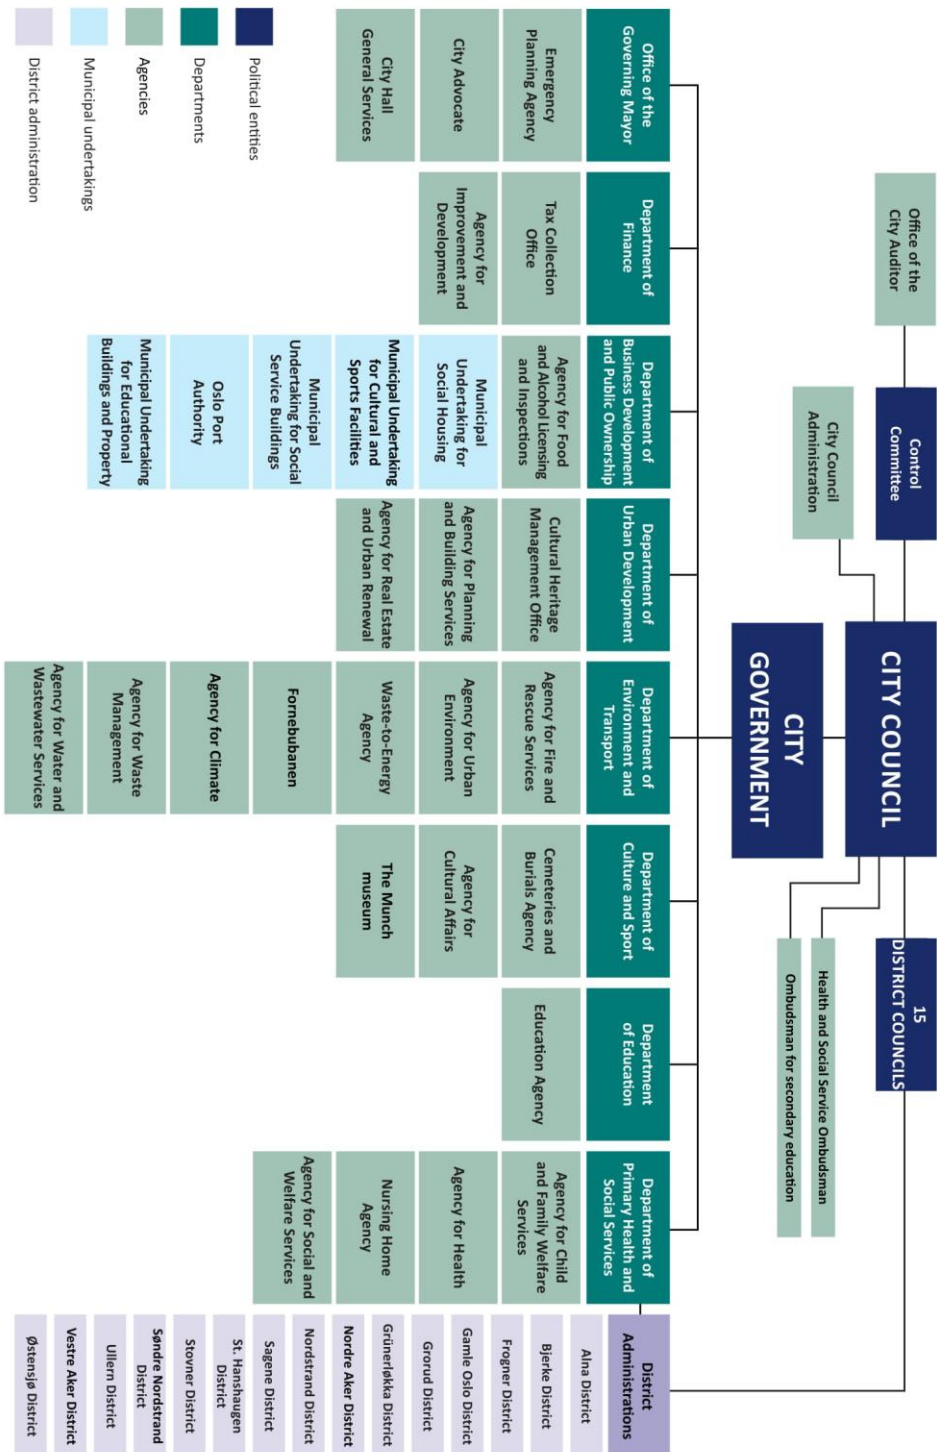 Office of the
City Auditor
Control
Committee
CITY COUNCIL
15
DISTRICT COUNCILS
City Council
Administration
Health and Social Service Ombudsman
Ombudsman for secondary education
CITY
GOVERNMENT
Office of the
Governing Mayor
Emergency
Planning Agency
City Advocate
City Hall
General Services
Department of
Finance
Tax Collection
Office
Agency for
Improvement and
Development
Department of
Business Development
and Public Ownership
Agency for Food
and Alcohol Licensing
and Inspections
Municipal
Undertaking for
Social Housing
Municipal Undertaking
for Cultural and
Sports Facilities
Municipal
Undertaking for Social
Service Buildings
Oslo Port
Authority
Municipal Undertaking
for Educational
Buildings and Property
Department of
Urban Development
Cultural Heritage
Management Office
Agency for Planning
and Building Services
Agency for Real Estate
and Urban Renewal
Department of
Environment and
Transport
Agency for Fire and
Rescue Services
Agency for Urban
Environment
Waste-to-Energy
Agency
Fornebubanen
Agency for Climate
Agency for Waste
Management
Agency for Water and
Wastewater Services
Department of
Culture and Sport
Cemeteries and
Burials Agency
Agency for
Cultural Affairs
The Munch
museum
Department
of Education
Education Agency
Department of
Primary Health and
Social Services
Agency for Child
and Family Welfare
Services
Agency for Health
Nursing Home
Agency
Agency for Social and
Welfare Services
District
Administrations
Alna District
Bjerke District
Frogner District
Gamle Oslo District
Grorud District
Grünerløkka District
Nordre Aker District
Nordstrand District
Sagene District
St. Hanshaugen
District
Stovner District
Søndre Nordstrand
District
Ullern District
Vestre Aker District
Østensjø District
Political entities
Departments
Agencies
Municipal undertakings
District administration